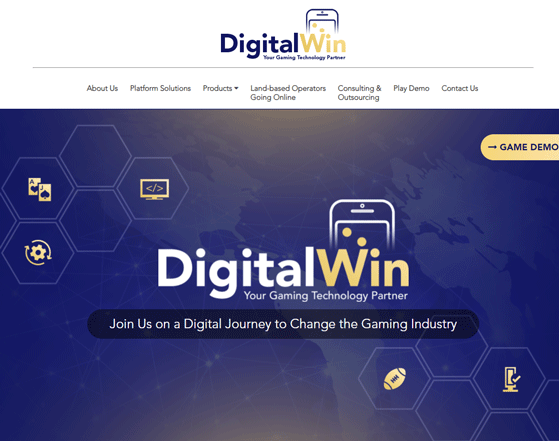 DigitalWin
Your Gaming Technology Partner
About Us Platform Solutions Products Land-based Operators Consulting & Play Demo Contact Us
Going Online Outsourcing
→ GAME DEMO
A
</>
DigitalWin
Your Gaming Technology Partner
Join Us on a Digital Journey to Change the Gaming Industry